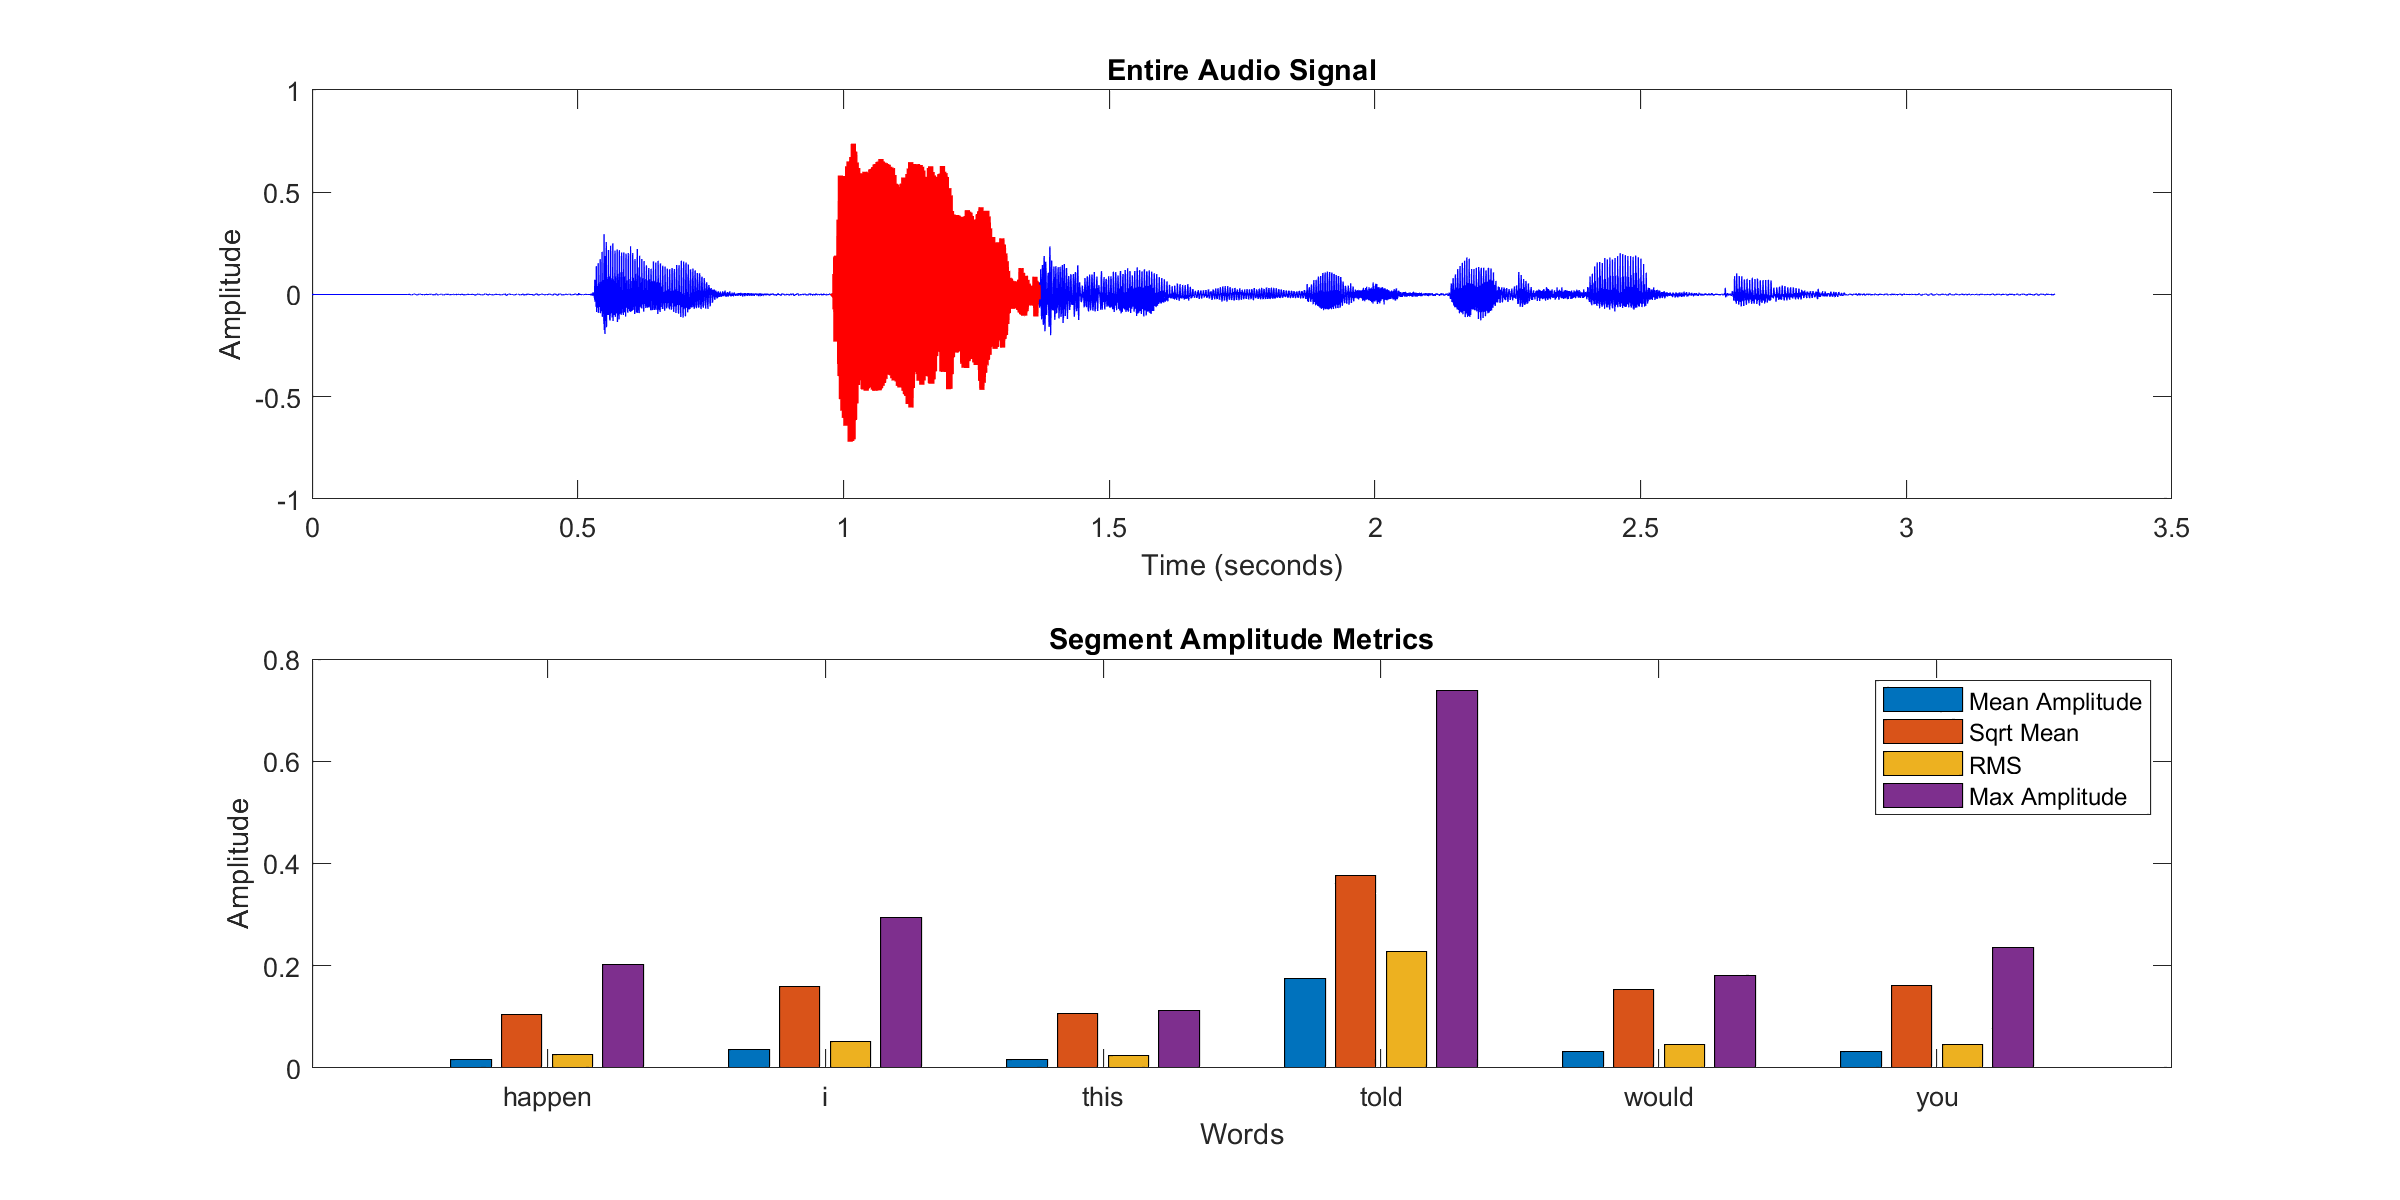 Entire Audio Signal
1
0.5
0
-0.5
-1
Amplitude
0 0.5 1 1.5 2 2.5 3 3.5
Time (seconds)
Segment Amplitude Metrics
0.8
0.6
0.4
0.2
0
Amplitude
Mean Amplitude
Sqrt Mean
RMS
Max Amplitude
happen i this told would you
Words